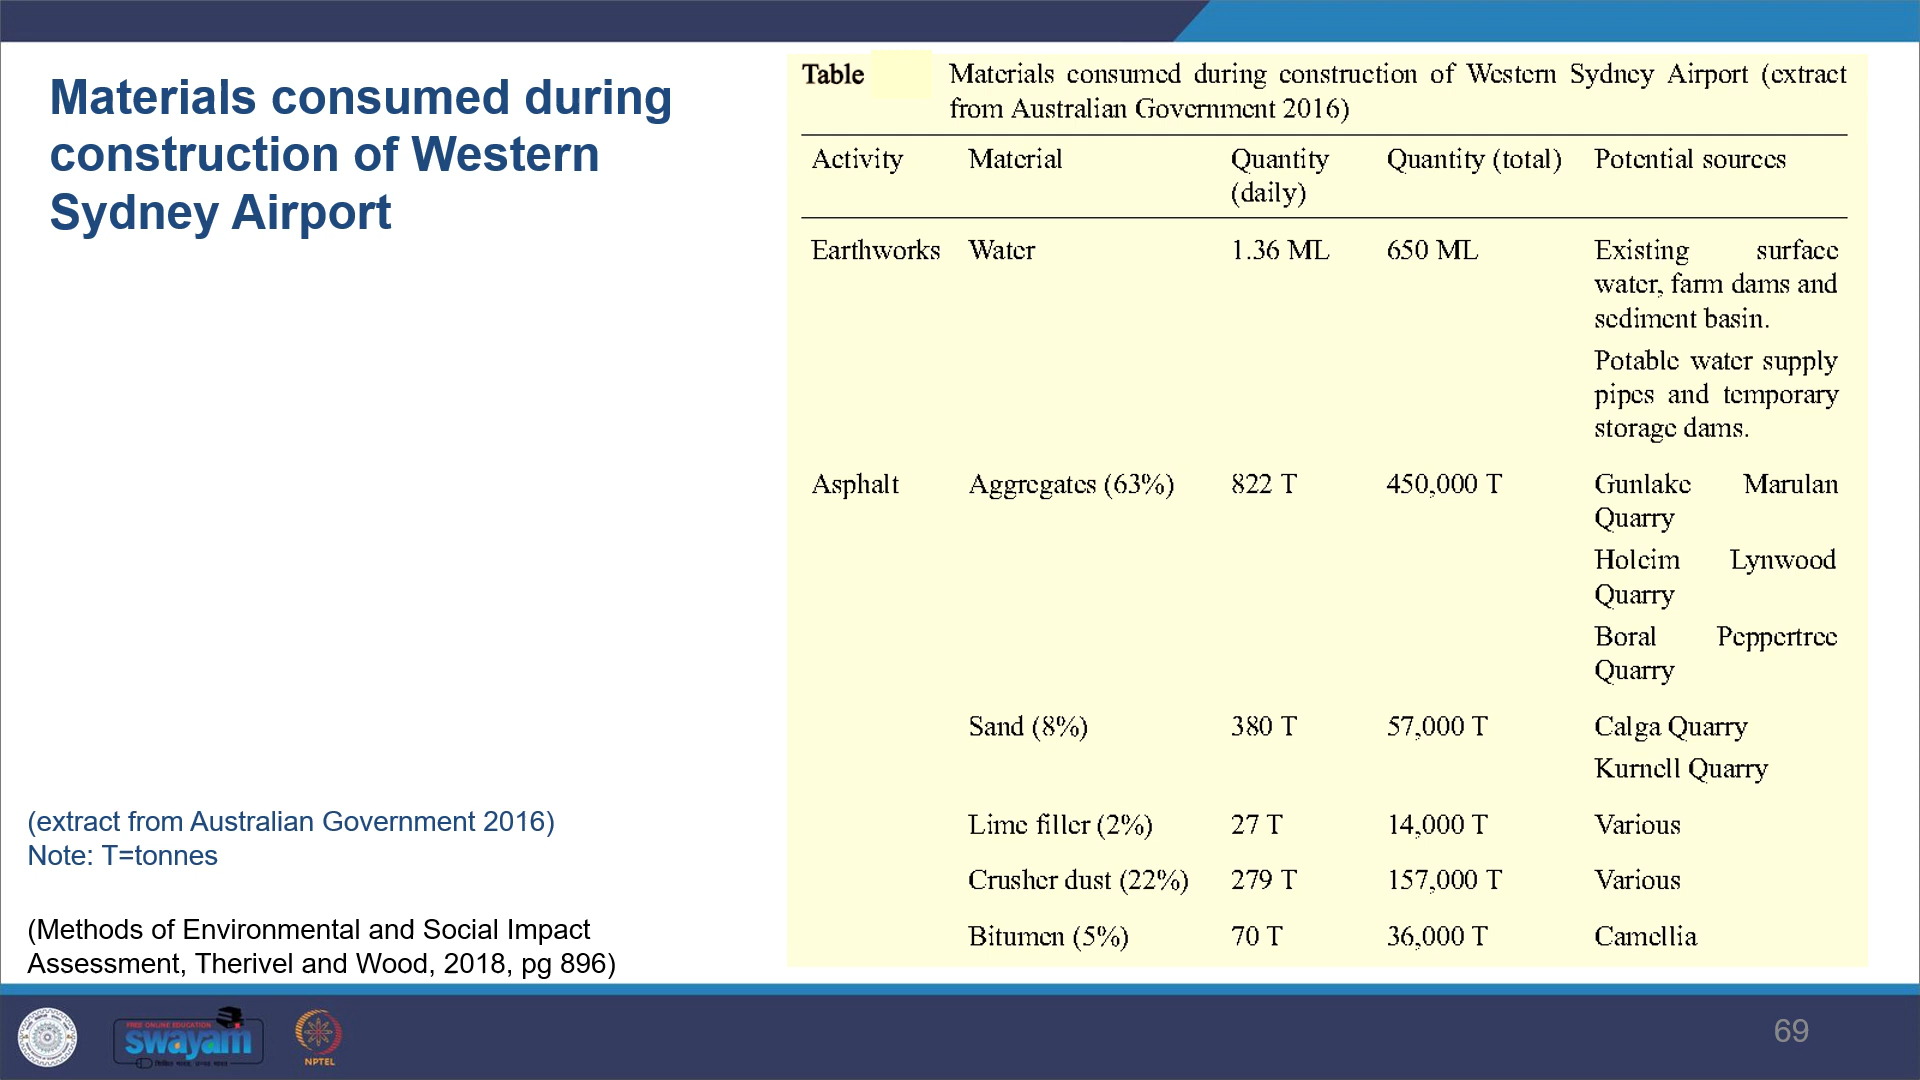 Materials consumed during
construction of Western
Sydney Airport
(extract from Australian Government 2016)
Note: T=tonnes
(Methods of Environmental and Social Impact
Assessment, Therivel and Wood, 2018, pg 896)
Table Materials consumed during construction of Western Sydney Airport (extract
from Australian Government 2016)
Activity Material Quantity Quantity (total) Potential sources
(daily)
Earthworks Water 1.36 ML 650 ML Existing surface
water, farm dams and
sediment basin.
Potable water supply
pipes and temporary
storage dams.
Asphalt Aggregates (63%) 822 T 450,000 T Gunlake Marulan
Quarry
Holcim Lynwood
Quarry
Boral Peppertree
Quarry
Sand (8%) 380 T 57,000 T Calga Quarry
Kurnell Quarry
Lime filler (2%) 27 T 14,000 T Various
Crusher dust (22%) 279 T 157,000 T Various
Bitumen (5%) 70 T 36,000 T Camellia
FREE ONLINE EDUCATION
swayam
NPTEL
69